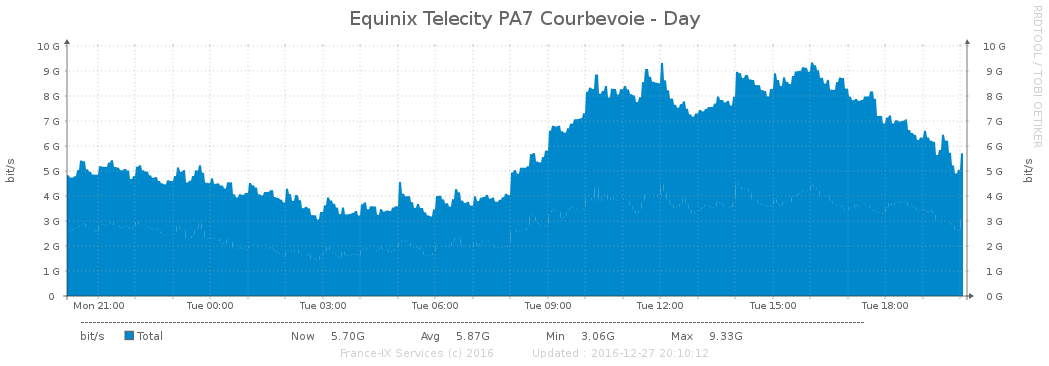 Equinix Telecity PA7 Courbevoie - Day
RRDTOOL / TOBI OETIKER
bit/s
10 G
9 G
8 G
7 G
6 G
5 G
4 G
3 G
2 G
1 G
0
10 G
9 G
8 G
7 G
6 G
5 G
4 G
3 G
2 G
1 G
0 G
bit/s
Mon 21:00 Tue 00:00 Tue 03:00 Tue 06:00 Tue 09:00 Tue 12:00 Tue 15:00 Tue 18:00
bit/s Total Now 5.70G Avg 5.87G Min 3.06G Max 9.33G
France-IX Services (c) 2016 Updated : 2016-12-27 20:10:12